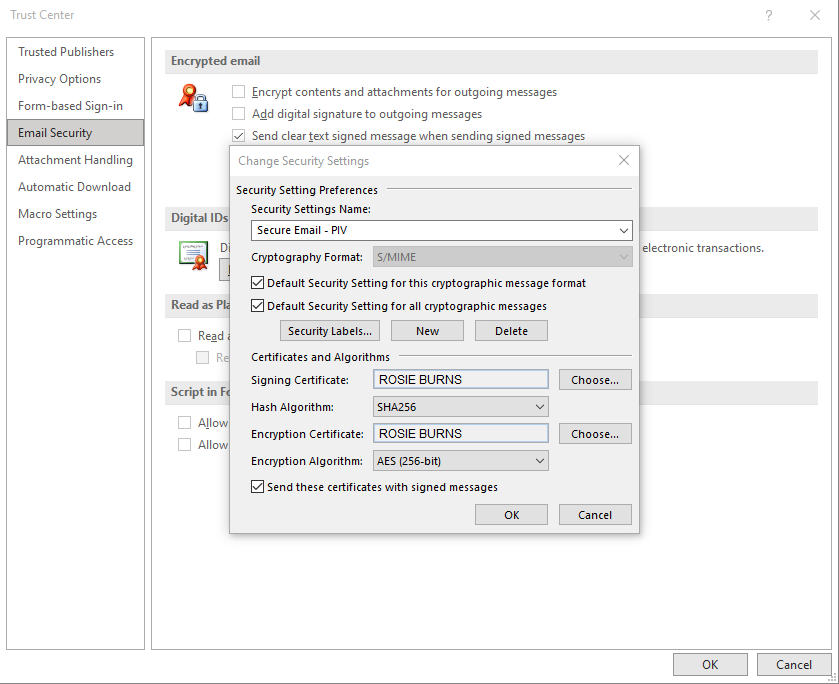 Trust Center
?
Trusted Publishers
Privacy Options
Form-based Sign-in
Email Security
Attachment Handling
Automatic Download
Macro Settings
Programmatic Access
Encrypted email
Encrypt contents and attachments for outgoing messages
Add digital signature to outgoing messages
Send clear text signed message when sending signed messages
Digital IDs
electronic transactions.
Read as
Read
Script in
Allow
Allow
Change Security Settings
Security Setting Preferences
Security Settings Name:
Secure Email - PIV
Cryptography Format: S/MIME
Default Security Setting for this cryptographic message format
Default Security Setting for all cryptographic messages
Security Labels... New Delete
Certificates and Algorithms
Signing Certificate: ROSIE BURNS Choose...
Hash Algorithm: SHA256
Encryption Certificate: ROSIE BURNS Choose...
Encryption Algorithm: AES (256-bit)
Send these certificates with signed messages
OK Cancel
OK Cancel